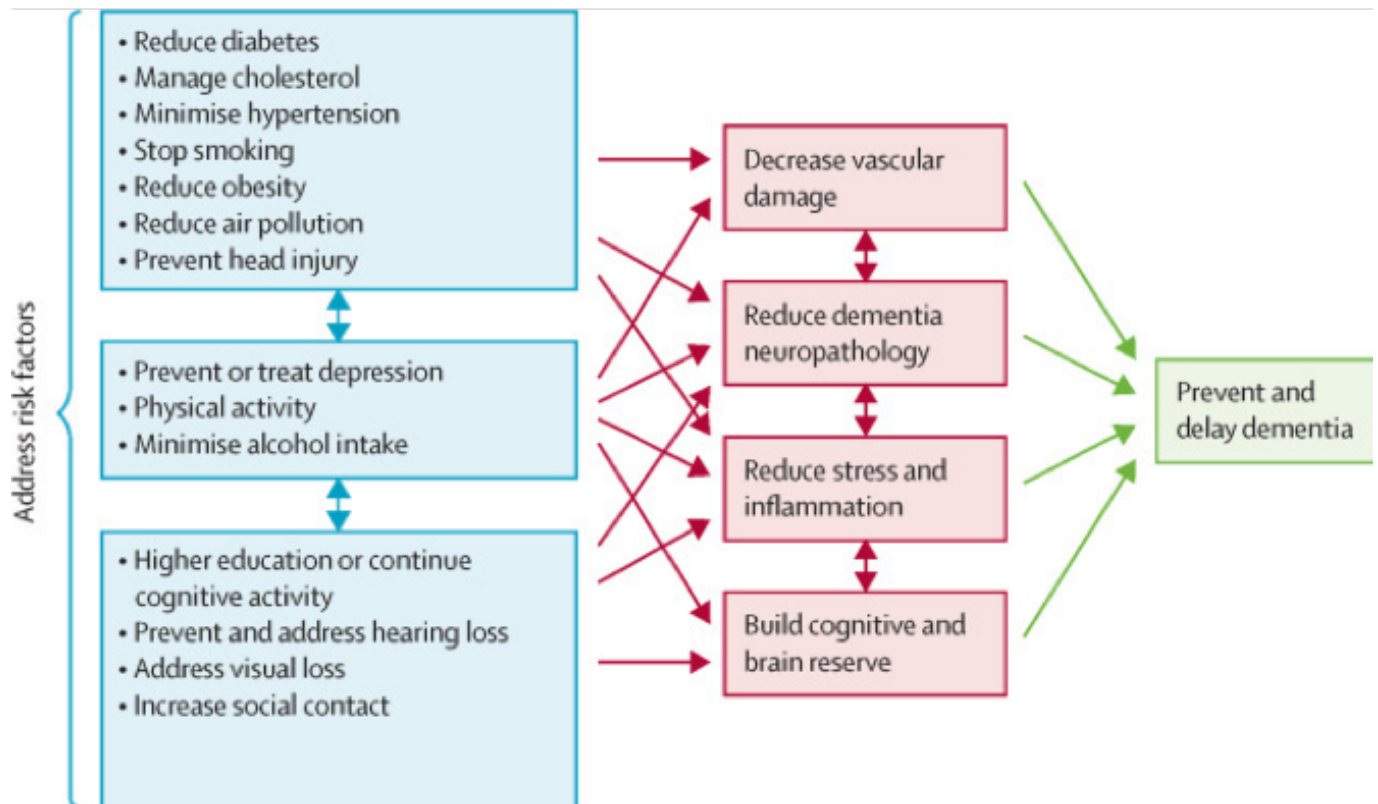 Address risk factors
• Reduce diabetes
• Manage cholesterol
• Minimise hypertension
• Stop smoking
• Reduce obesity
• Reduce air pollution
• Prevent head injury
• Prevent or treat depression
• Physical activity
• Minimise alcohol intake
• Higher education or continue
cognitive activity
• Prevent and address hearing loss
• Address visual loss
• Increase social contact
Decrease vascular
damage
Reduce dementia
neuropathology
Reduce stress and
inflammation
Build cognitive and
brain reserve
Prevent and
delay dementia